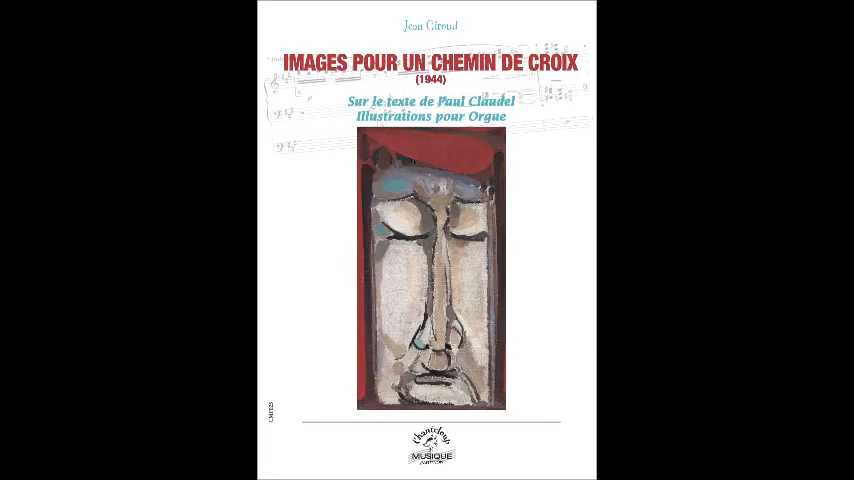 Jean Giroud
IMAGES POUR UN CHEMIN DE CROIX
(1944)
Sur le texte de Paul Claudel
Illustrations pour Orgue
Chanteloup
MUSIQUE